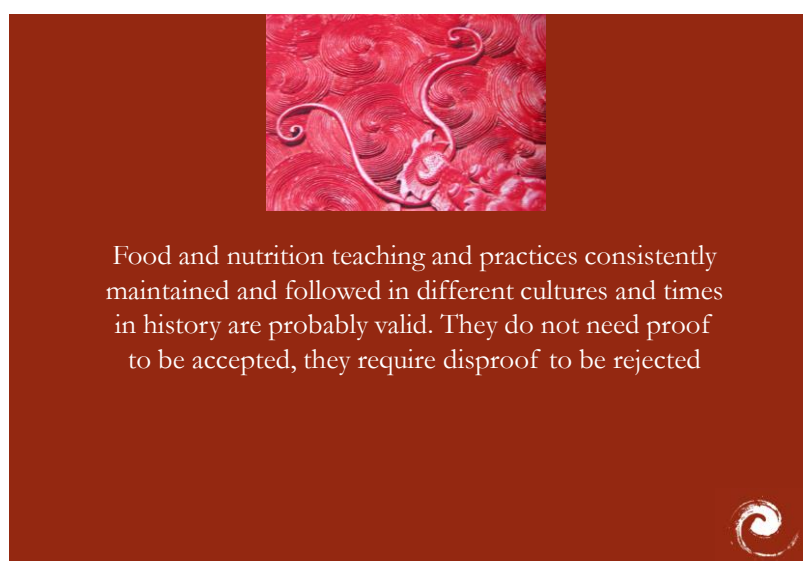 Food and nutrition teaching and practices consistently
maintained and followed in different cultures and times
in history are probably valid. They do not need proof
to be accepted, they require disproof to be rejected